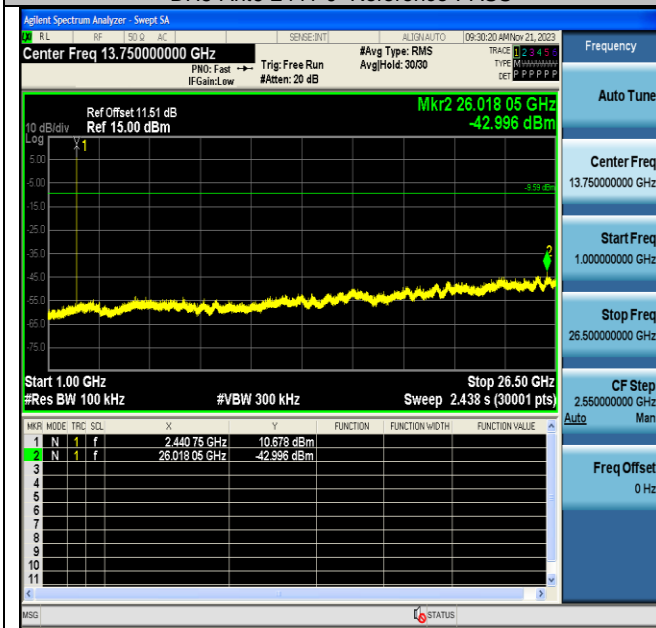 Agilent Spectrum Analyzer - Swept SA
RL RF 50 Ω AC SENSE:INT ALIGN AUTO 09:30:20 AM Nov 21, 2023
Center Freq 13.750000000 GHz
PNO: Fast
IFGain:Low
Trig: Free Run
#Atten: 20 dB
#Avg Type: RMS
Avg|Hold: 30/30
TRACE 1 2 3 4 5 6
TYPE M
DET P P P P P P
Ref Offset 11.51 dB
10 dB/div Ref 15.00 dBm
Log
Mkr2 26.018 05 GHz
-42.996 dBm
1
5.00
-5.00
-9.59 dBm
-15.0
-25.0
-35.0
2
-45.0
-55.0
-65.0
-75.0
Start 1.00 GHz Stop 26.50 GHz
#Res BW 100 kHz #VBW 300 kHz Sweep 2.438 s (30001 pts)
MKR MODE TRC SCL X Y FUNCTION FUNCTION WIDTH FUNCTION VALUE
1 N 1 f 2.440 75 GHz 10.678 dBm
2 N 1 f 26.018 05 GHz -42.996 dBm
3
4
5
6
7
8
9
10
11
MSG STATUS
Frequency
Auto Tune
Center Freq
13.750000000 GHz
Start Freq
1.000000000 GHz
Stop Freq
26.500000000 GHz
CF Step
2.550000000 GHz
Auto Man
Freq Offset
0 Hz